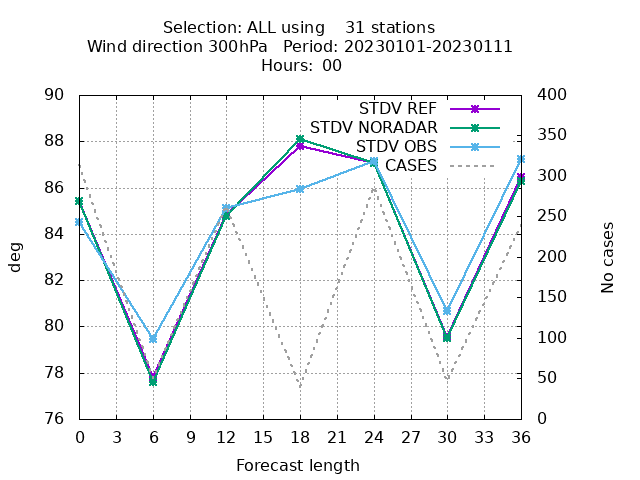 Selection: ALL using    31 stations
Wind direction 300hPa   Period: 20230101-20230111
Hours: 00
STDV REF
STDV NORADAR
STDV OBS
CASES
deg
90
88
86
84
82
80
78
76
400
350
300
250
200
150
100
50
0
No cases
0 3 6 9 12 15 18 21 24 27 30 33 36
Forecast length